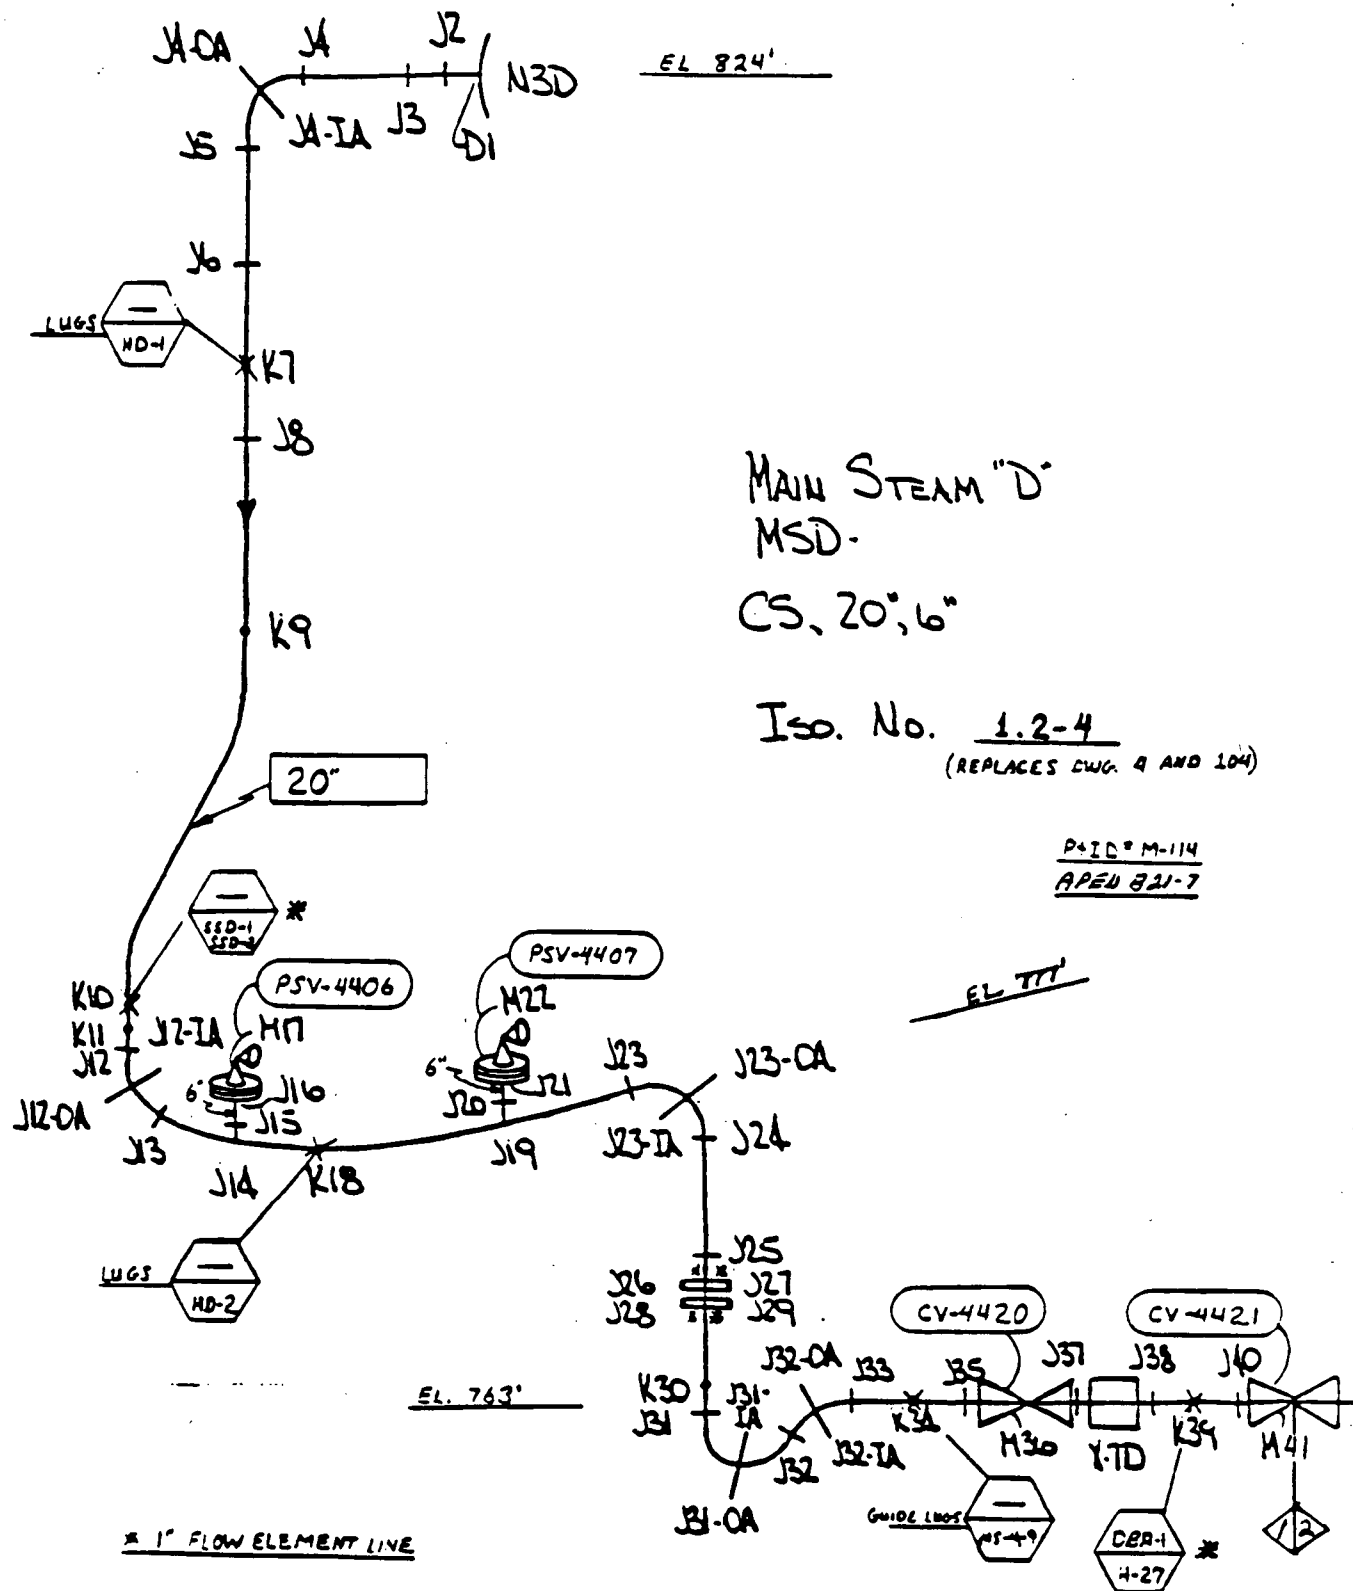 J4-OA
J4
J2
EL 824'
N3D
J4-IA
J3
D1
J5
J6
LUGS
HD-1
K7
J8
MAIN STEAM "D"
MSD-
K9
CS, 20", 6"
Iso. No. 1.2-4
(REPLACES DWG. 4 AND 104)
20"
P&ID# M-114
APED B21-7
SSD-1
*
PSV-4407
PSV-4406
EL 777'
K10
M22
K11
J12-IA
M17
J12
J23
J23-OA
6"
J21
J16
J20
6"
J12-OA
J15
J13
J23-IA
J24
J19
J14
K18
J25
LUGS
HD-2
J26
J27
J28
J29
CV-4420
CV-4421
J32-OA
J33
J35
J37
J38
J40
K30
J31-
IA
EL. 763'
J31
M36
X-7D
K39
M41
J32
J32-IA
J31-OA
GUIDE LUGS
* 1" FLOW ELEMENT LINE
H-27
*
1
2